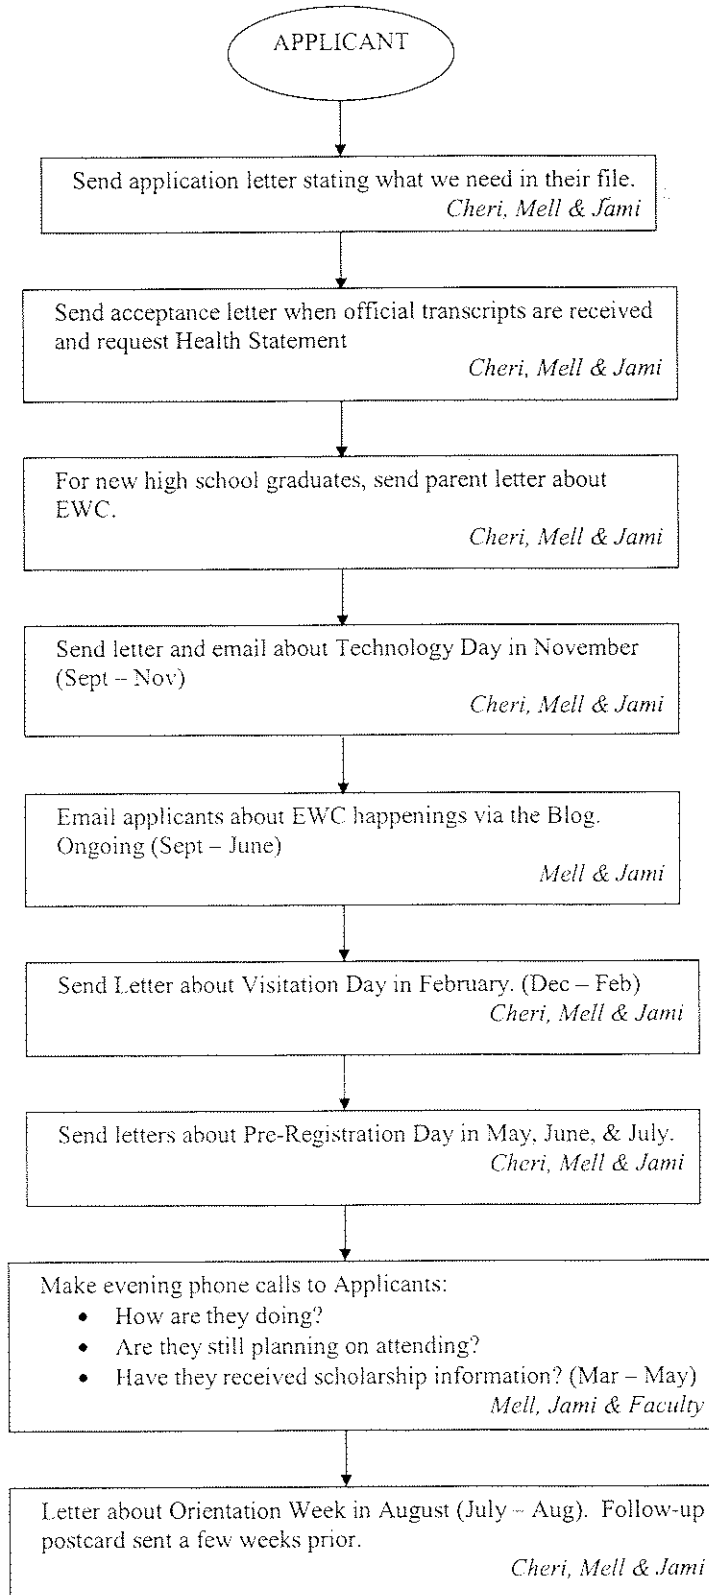 APPLICANT
Send application letter stating what we need in their file.
Cheri, Mell & Jami
Send acceptance letter when official transcripts are received
and request Health Statement
Cheri, Mell & Jami
For new high school graduates, send parent letter about
EWC.
Cheri, Mell & Jami
Send letter and email about Technology Day in November
(Sept – Nov)
Cheri, Mell & Jami
Email applicants about EWC happenings via the Blog.
Ongoing (Sept – June)
Mell & Jami
Send Letter about Visitation Day in February. (Dec – Feb)
Cheri, Mell & Jami
Send letters about Pre-Registration Day in May, June, & July.
Cheri, Mell & Jami
Make evening phone calls to Applicants:
• How are they doing?
• Are they still planning on attending?
• Have they received scholarship information? (Mar – May)
Mell, Jami & Faculty
Letter about Orientation Week in August (July – Aug). Follow-up
postcard sent a few weeks prior.
Cheri, Mell & Jami